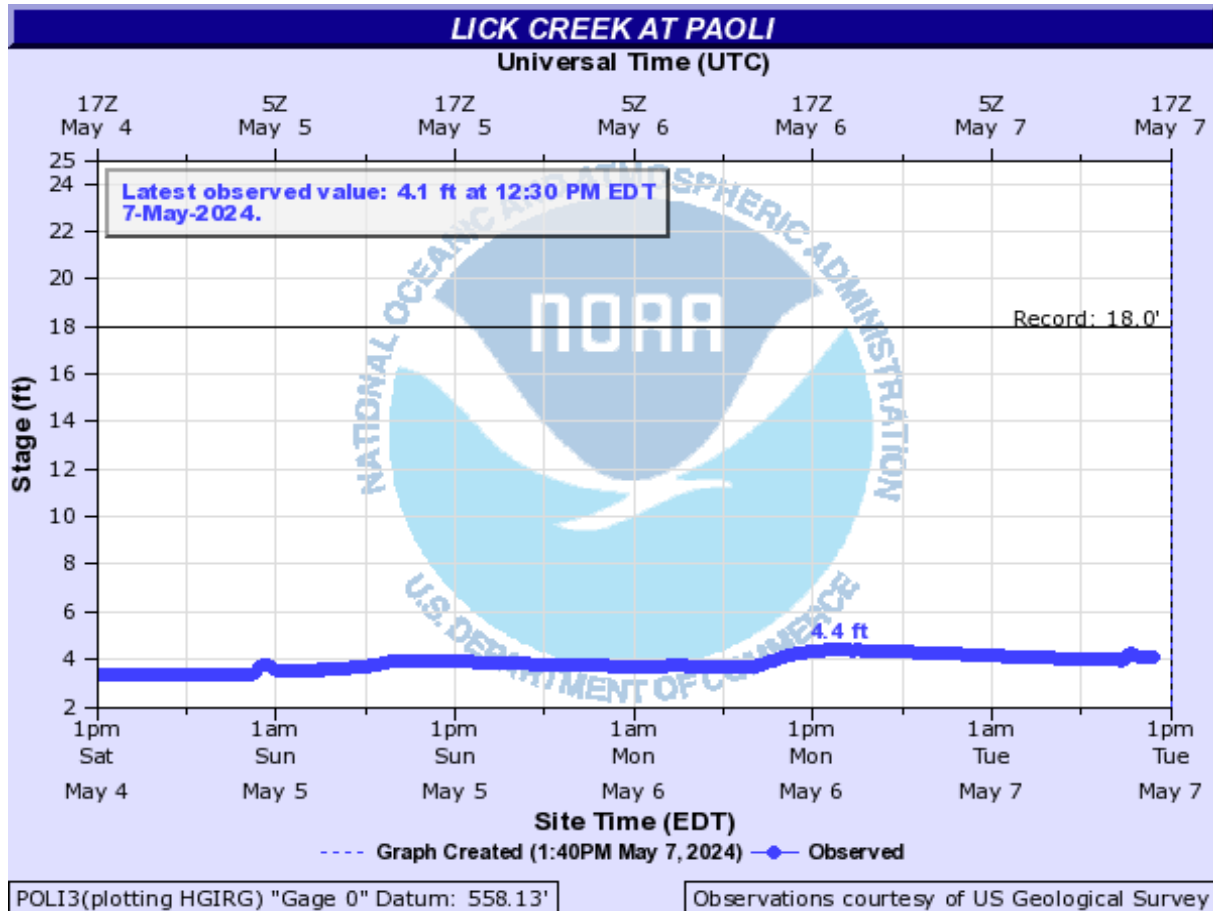 LICK CREEK AT PAOLI
Universal Time (UTC)
17Z 5Z 17Z 5Z 17Z 5Z 17Z
May 4 May 5 May 5 May 6 May 6 May 7 May 7
Latest observed value: 4.1 ft at 12:30 PM EDT
7-May-2024.
NATIONAL OCEANIC AND ATMOSPHERIC ADMINISTRATION
NOAA
U.S. DEPARTMENT OF COMMERCE
Record: 18.0'
4.4 ft
Stage (ft)
25
24
22
20
18
16
14
12
10
8
6
4
2
1pm 1am 1pm 1am 1pm 1am 1pm
Sat Sun Sun Mon Mon Tue Tue
May 4 May 5 May 5 May 6 May 6 May 7 May 7
Site Time (EDT)
Graph Created (1:40PM May 7, 2024) Observed
POLI3(plotting HGIRG) "Gage 0" Datum: 558.13'
Observations courtesy of US Geological Survey